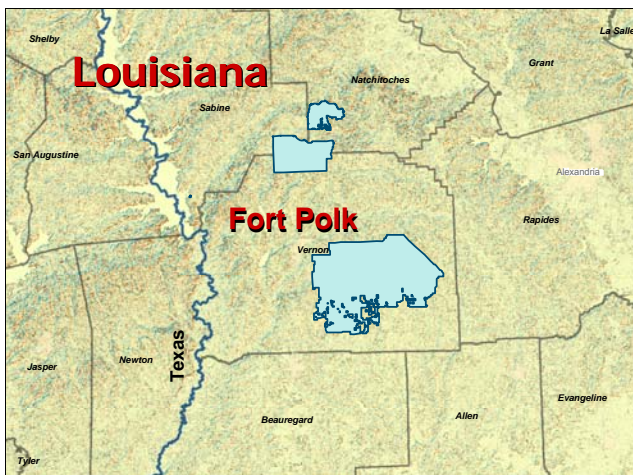 Shelby
La Salle
Louisiana
Grant
Natchitoches
Sabine
San Augustine
Alexandria
Fort Polk
Rapides
Vernon
Texas
Jasper
Newton
Evangeline
Beauregard
Allen
Tyler